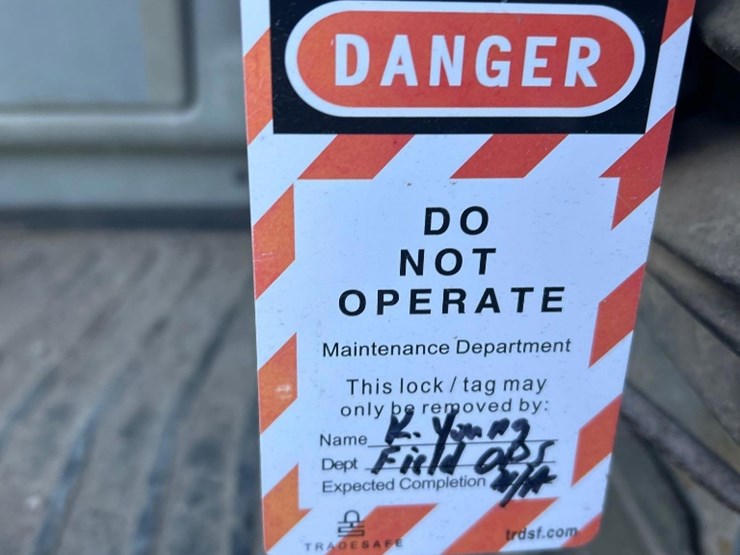 DANGER
DO
NOT
OPERATE
Maintenance Department
This lock / tag may
only be removed by:
Name K. Young
Dept Field Ops
Expected Completion N/A
TRADESAFE
trdsf.com